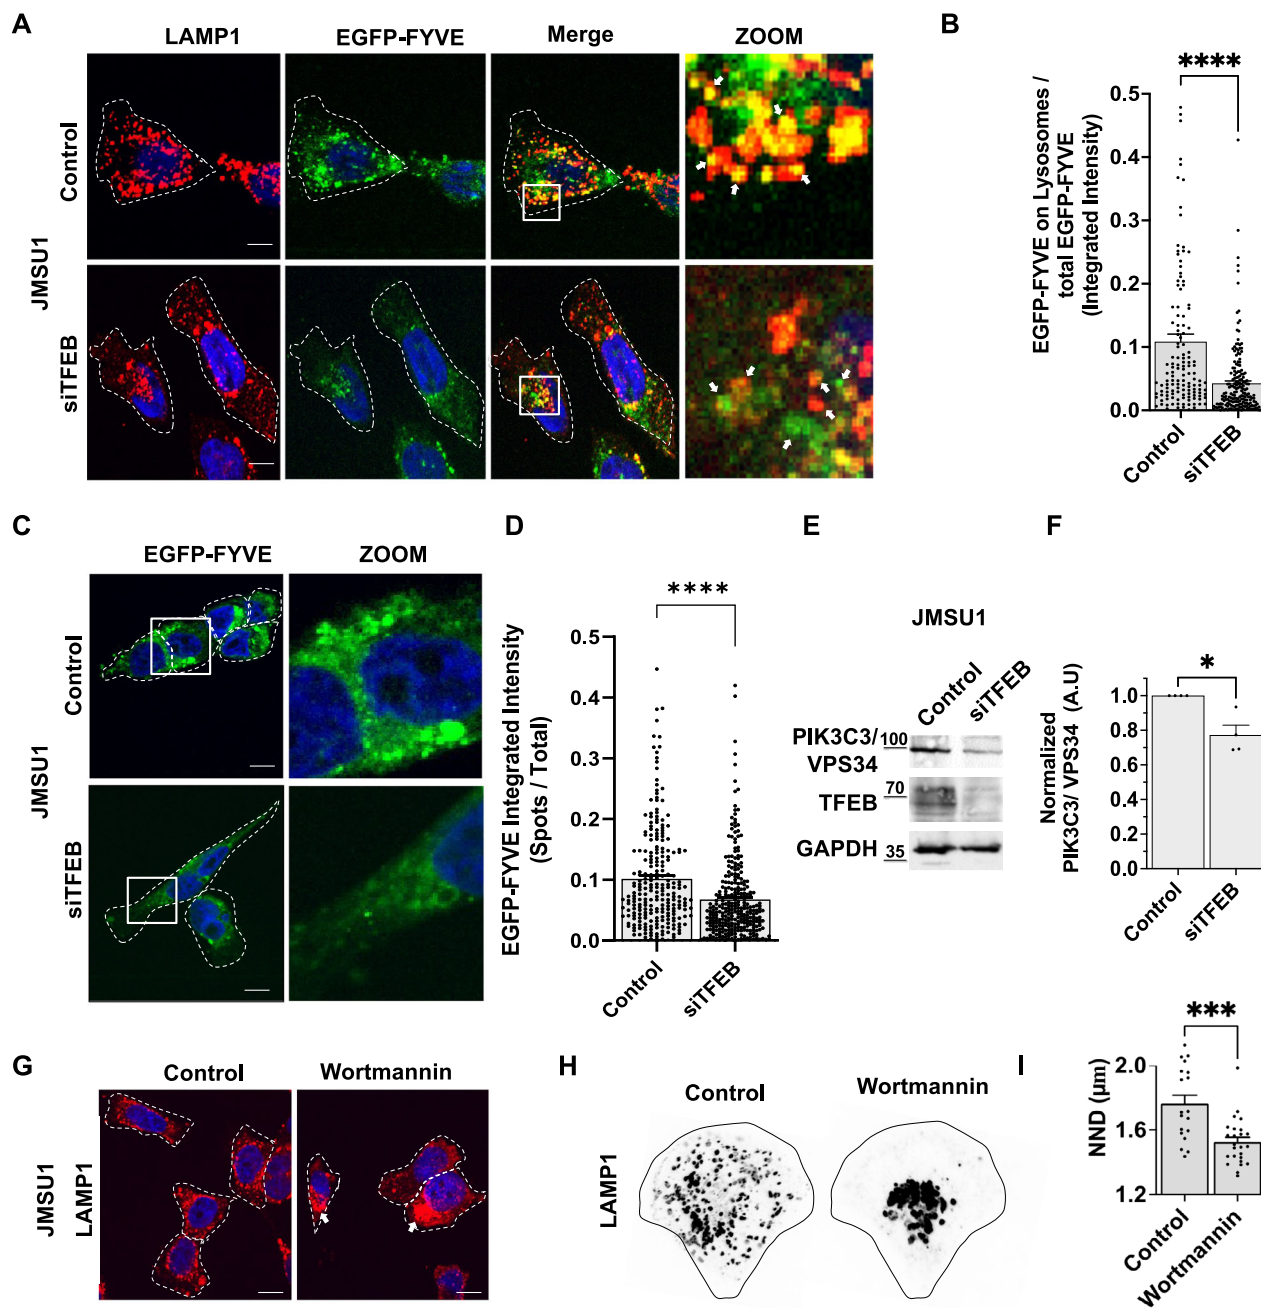 A
LAMP1
EGFP-FYVE
Merge
ZOOM
JMSU1
Control
siTFEB
B
****
EGFP-FYVE on Lysosomes /
total EGFP-FYVE
(Integrated Intensity)
0.5
0.4
0.3
0.2
0.1
0.0
Control
siTFEB
C
EGFP-FYVE
ZOOM
JMSU1
Control
siTFEB
D
****
EGFP-FYVE Integrated Intensity
(Spots / Total)
0.5
0.4
0.3
0.2
0.1
0.0
Control
siTFEB
E
JMSU1
Control
siTFEB
PIK3C3/
VPS34
100
TFEB
70
GAPDH
35
F
*
Normalized
PIK3C3/ VPS34 (A.U)
1.0
0.8
0.6
0.4
0.2
0.0
Control
siTFEB
G
Control
Wortmannin
JMSU1
LAMP1
H
Control
Wortmannin
LAMP1
I
***
NND (μm)
2.0
1.6
1.2
Control
Wortmannin